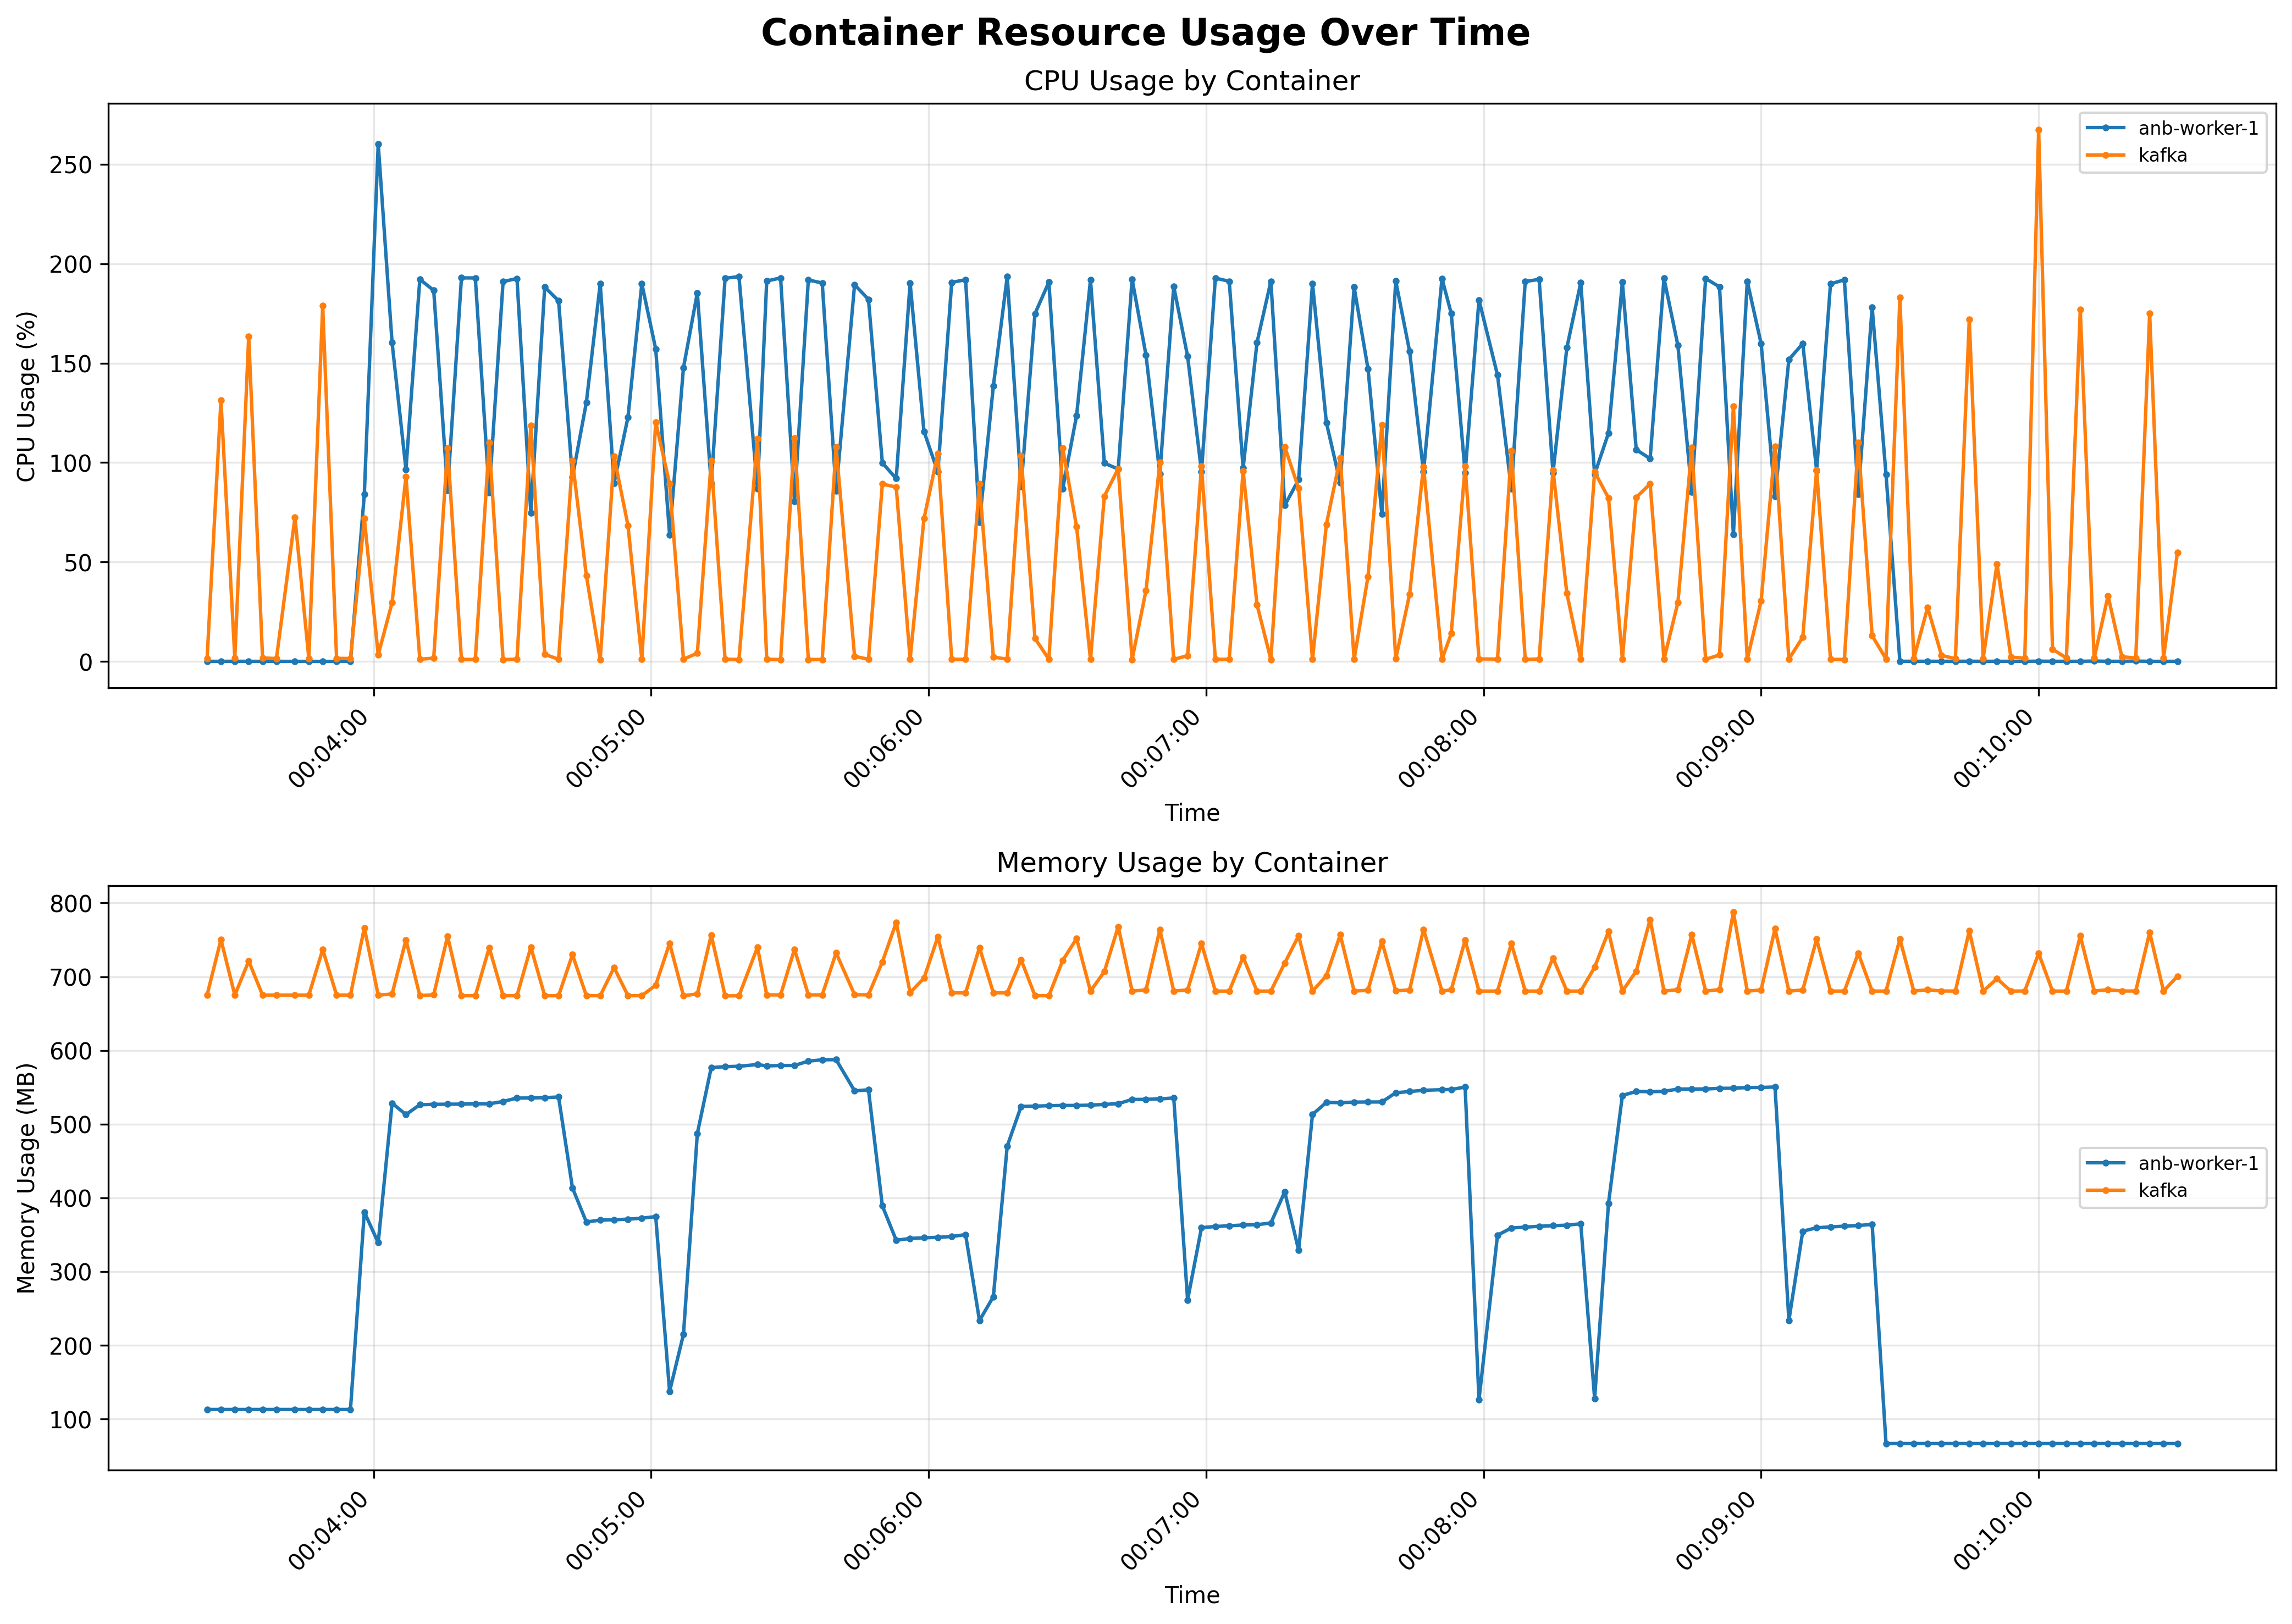 Container Resource Usage Over Time
CPU Usage by Container
CPU Usage (%)
250
200
150
100
50
0
anb-worker-1
kafka
00:04:00
00:05:00
00:06:00
00:07:00
00:08:00
00:09:00
00:10:00
Time
Memory Usage by Container
Memory Usage (MB)
800
700
600
500
400
300
200
100
anb-worker-1
kafka
00:04:00
00:05:00
00:06:00
00:07:00
00:08:00
00:09:00
00:10:00
Time